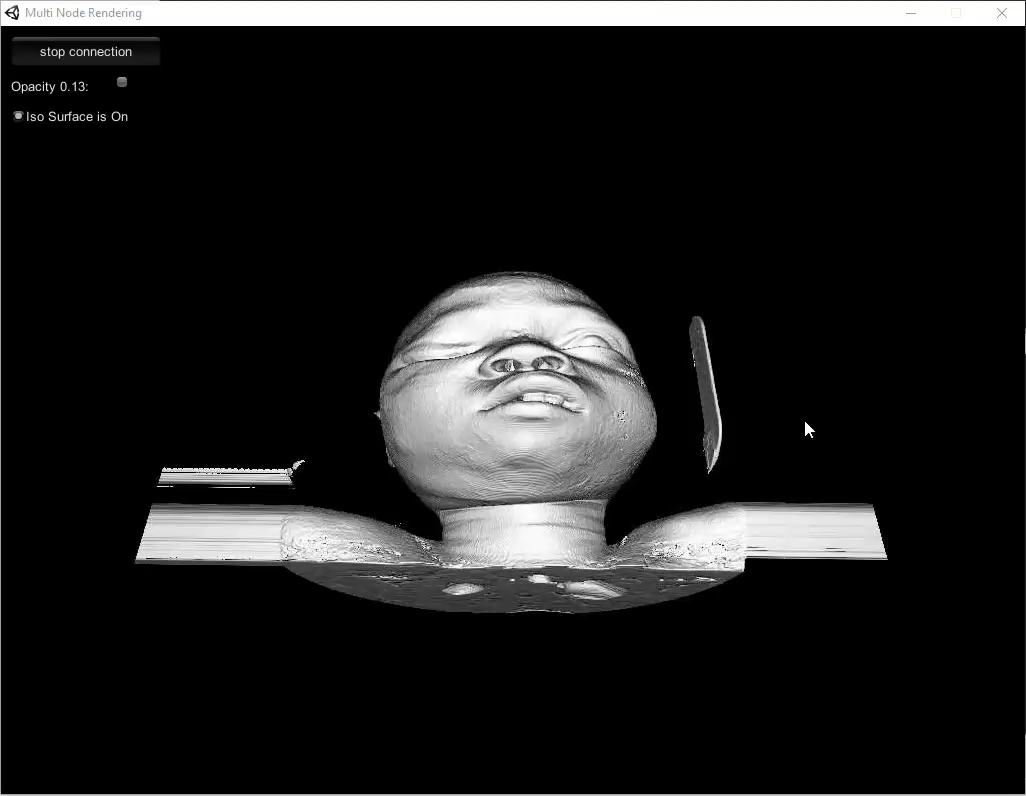 Multi Node Rendering
stop connection
Opacity 0.13:
Iso Surface is On